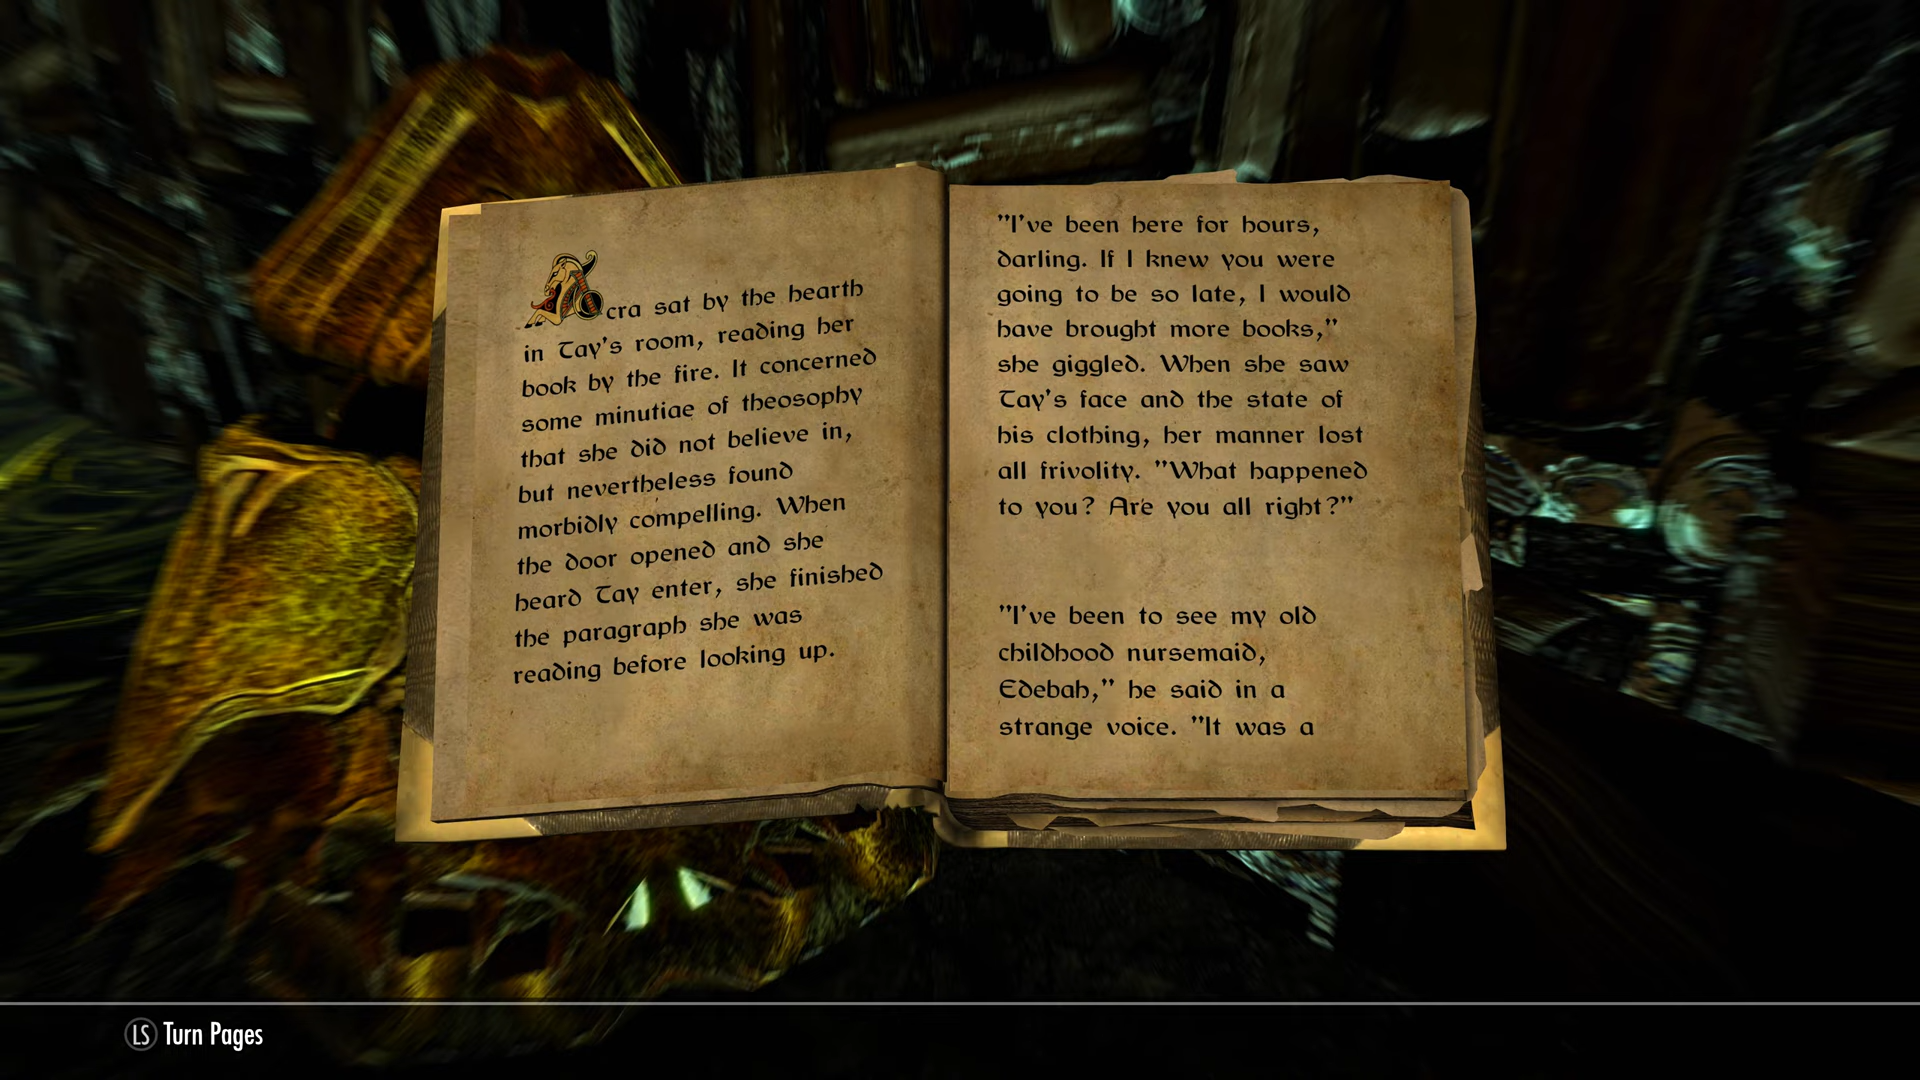 Acra sat by the hearth
in Tay's room, reading her
book by the fire. It concerned
some minutiae of theosophy
that she did not believe in,
but nevertheless found
morbidly compelling. When
the door opened and she
heard Tay enter, she finished
the paragraph she was
reading before looking up.
"I've been here for hours,
darling. If I knew you were
going to be so late, I would
have brought more books,"
she giggled. When she saw
Tay's face and the state of
his clothing, her manner lost
all frivolity. "What happened
to you? Are you all right?"
"I've been to see my old
childhood nursemaid,
Edebah," he said in a
strange voice. "It was a
LS Turn Pages